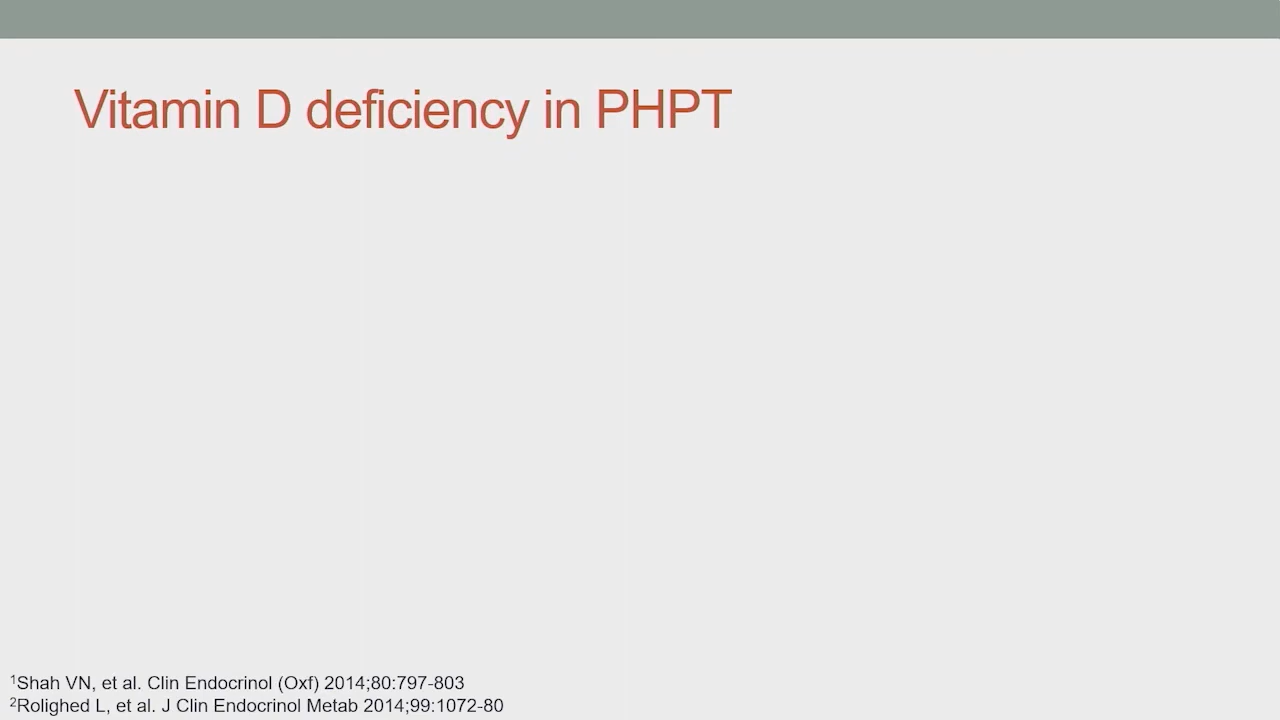 Vitamin D deficiency in PHPT
¹Shah VN, et al. Clin Endocrinol (Oxf) 2014;80:797-803
²Rolighed L, et al. J Clin Endocrinol Metab 2014;99:1072-80